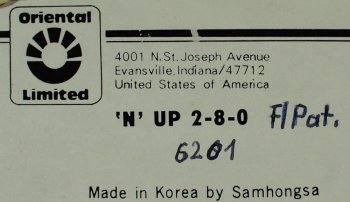 Oriental
Limited
4001 N.St.Joseph Avenue
Evansville.Indiana/47712
United States of America
'N' UP 2-8-0 F/Pat.
6201
Made in Korea by Samhongsa